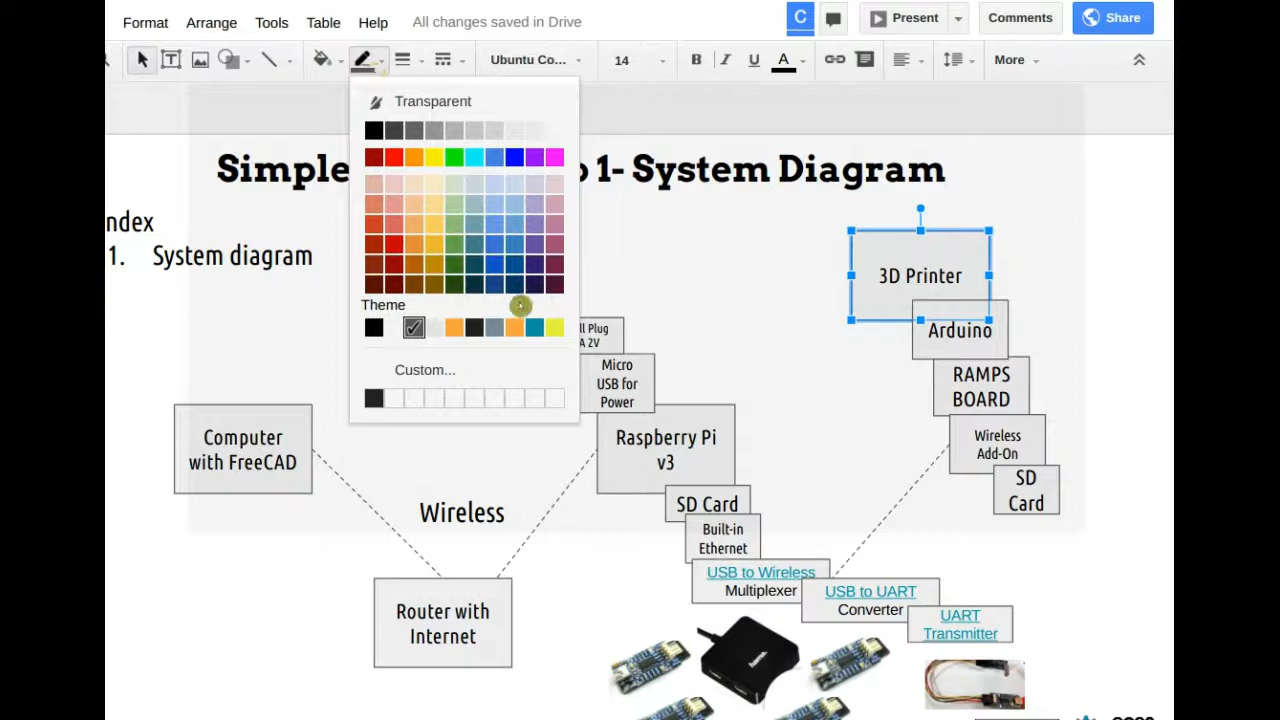 Format Arrange Tools Table Help All changes saved in Drive C Present Comments Share
T Ubuntu Co... 14 B I U A More
Transparent
Theme
Custom...
Simple 1- System Diagram
ndex
1. System diagram
3D Printer
Arduino
RAMPS
BOARD
Wireless
Add-On
SD
Card
ll Plug
A 2V
Micro
USB for
Power
Computer
with FreeCAD
Raspberry Pi
v3
Wireless
SD Card
Built-in
Ethernet
USB to Wireless
Multiplexer
USB to UART
Converter
UART
Transmitter
Router with
Internet
hama.